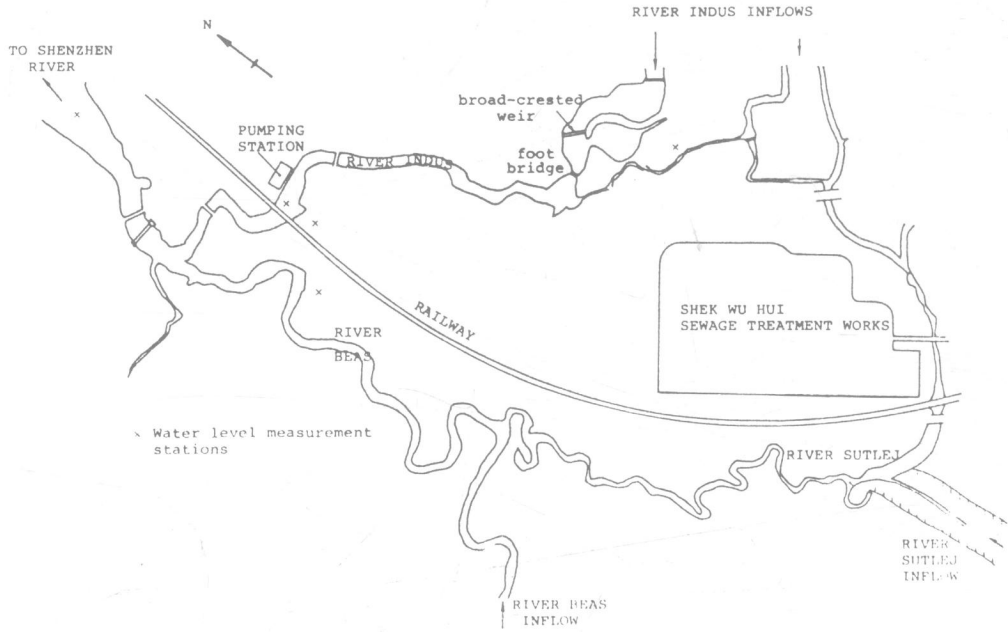 RIVER INDUS INFLOWS
N
TO SHENZHEN
RIVER
broad-crested
weir
PUMPING
STATION
foot
bridge
RIVER INDUS
RAILWAY
SHEK WU HUI
SEWAGE TREATMENT WORKS
RIVER
BEAS
x Water level measurement
stations
RIVER SUTLEJ
RIVER
SUTLEJ
INFLOW
RIVER BEAS
INFLOW